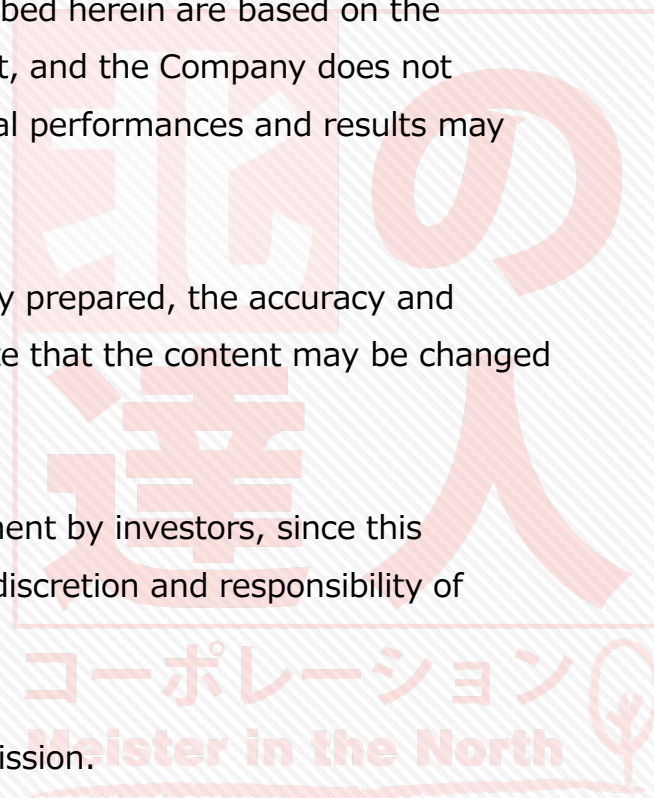 bed herein are based on the
t, and the Company does not
al performances and results may
y prepared, the accuracy and
te that the content may be changed
ment by investors, since this
discretion and responsibility of
ission.
北の
達人
コーポレーション
Meister in the North